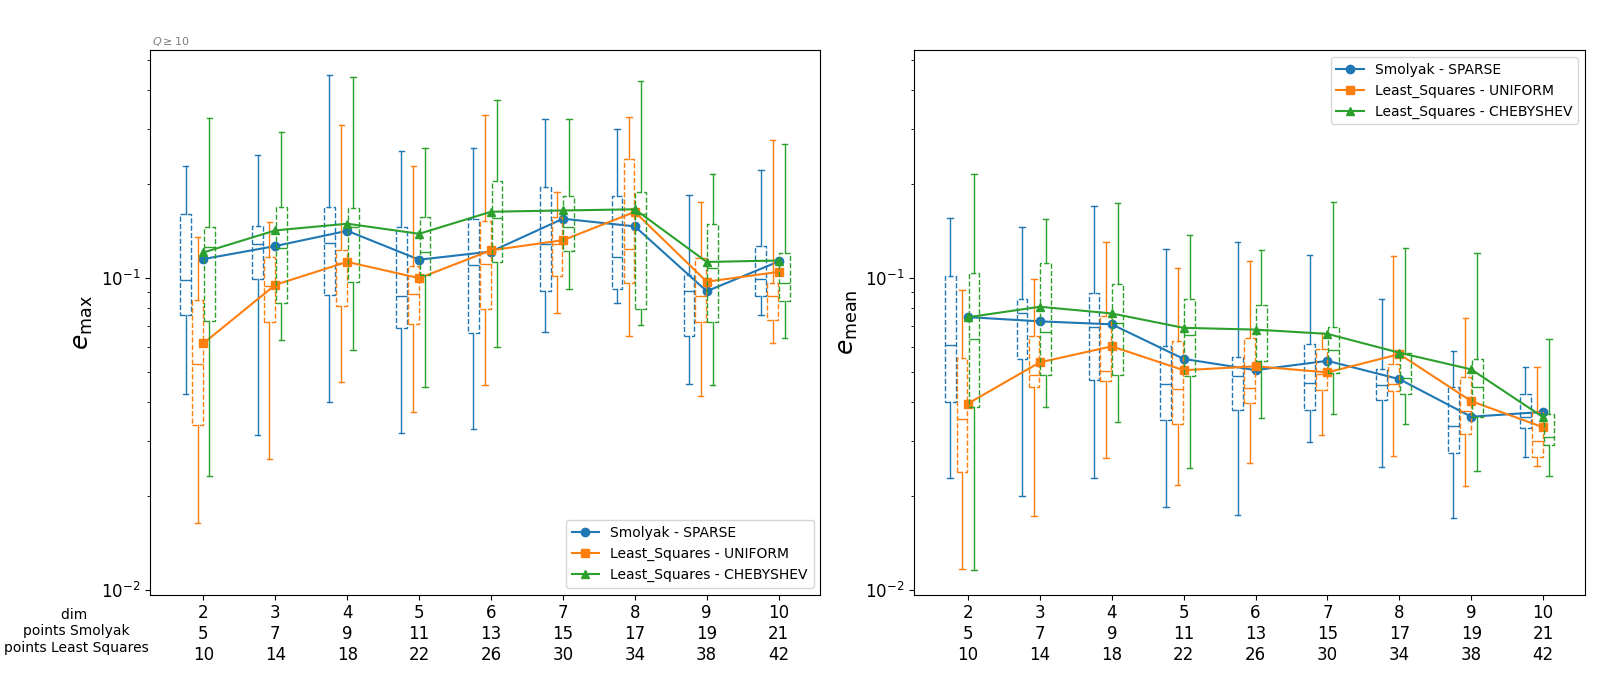 Q ≥ 10
10⁻¹
10⁻²
e_max
Smolyak - SPARSE
Least_Squares - UNIFORM
Least_Squares - CHEBYSHEV
dim 2 3 4 5 6 7 8 9 10
points Smolyak 5 7 9 11 13 15 17 19 21
points Least Squares 10 14 18 22 26 30 34 38 42
10⁻¹
10⁻²
e_mean
Smolyak - SPARSE
Least_Squares - UNIFORM
Least_Squares - CHEBYSHEV
2 3 4 5 6 7 8 9 10
5 7 9 11 13 15 17 19 21
10 14 18 22 26 30 34 38 42